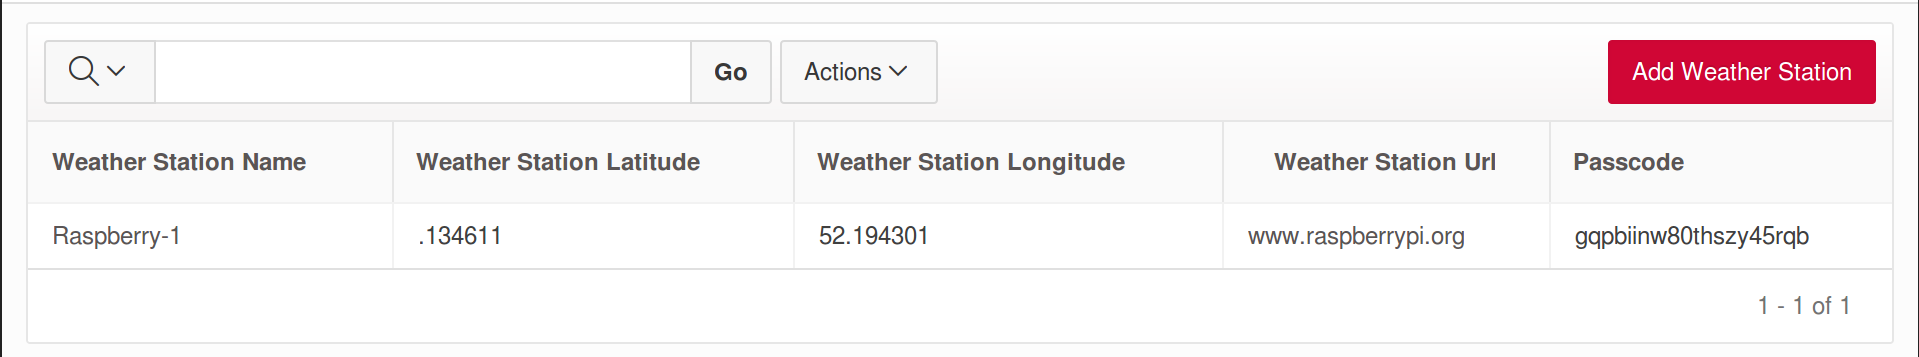 Go Actions Add Weather Station
Weather Station Name Weather Station Latitude Weather Station Longitude Weather Station Url Passcode
Raspberry-1 .134611 52.194301 www.raspberrypi.org gqpbiinw80thszy45rqb
1 - 1 of 1